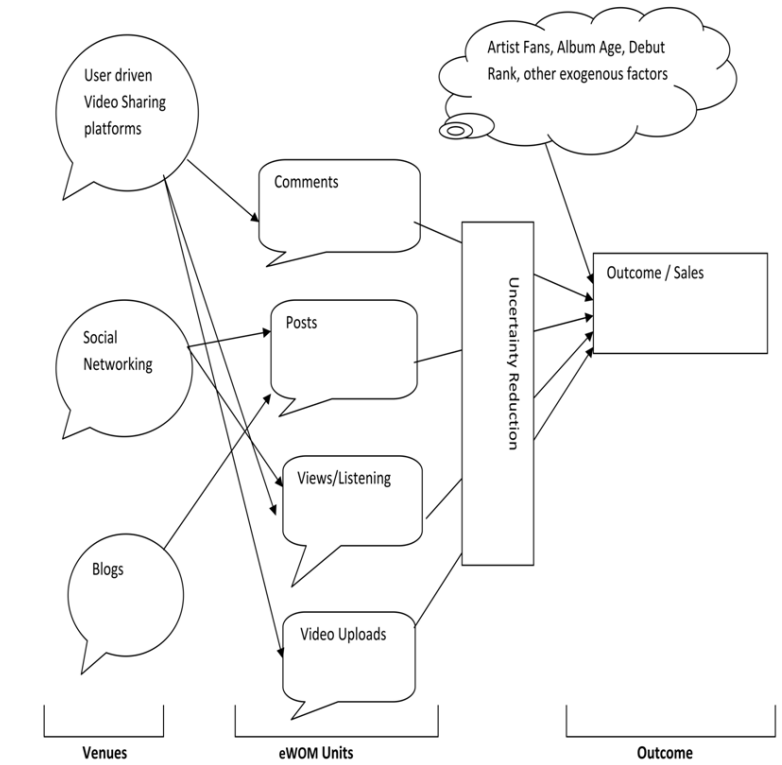 User driven
Video Sharing
platforms
Artist Fans, Album Age, Debut
Rank, other exogenous factors
Comments
Uncertainty Reduction
Outcome / Sales
Social
Networking
Posts
Views/Listening
Blogs
Video Uploads
Venues
eWOM Units
Outcome